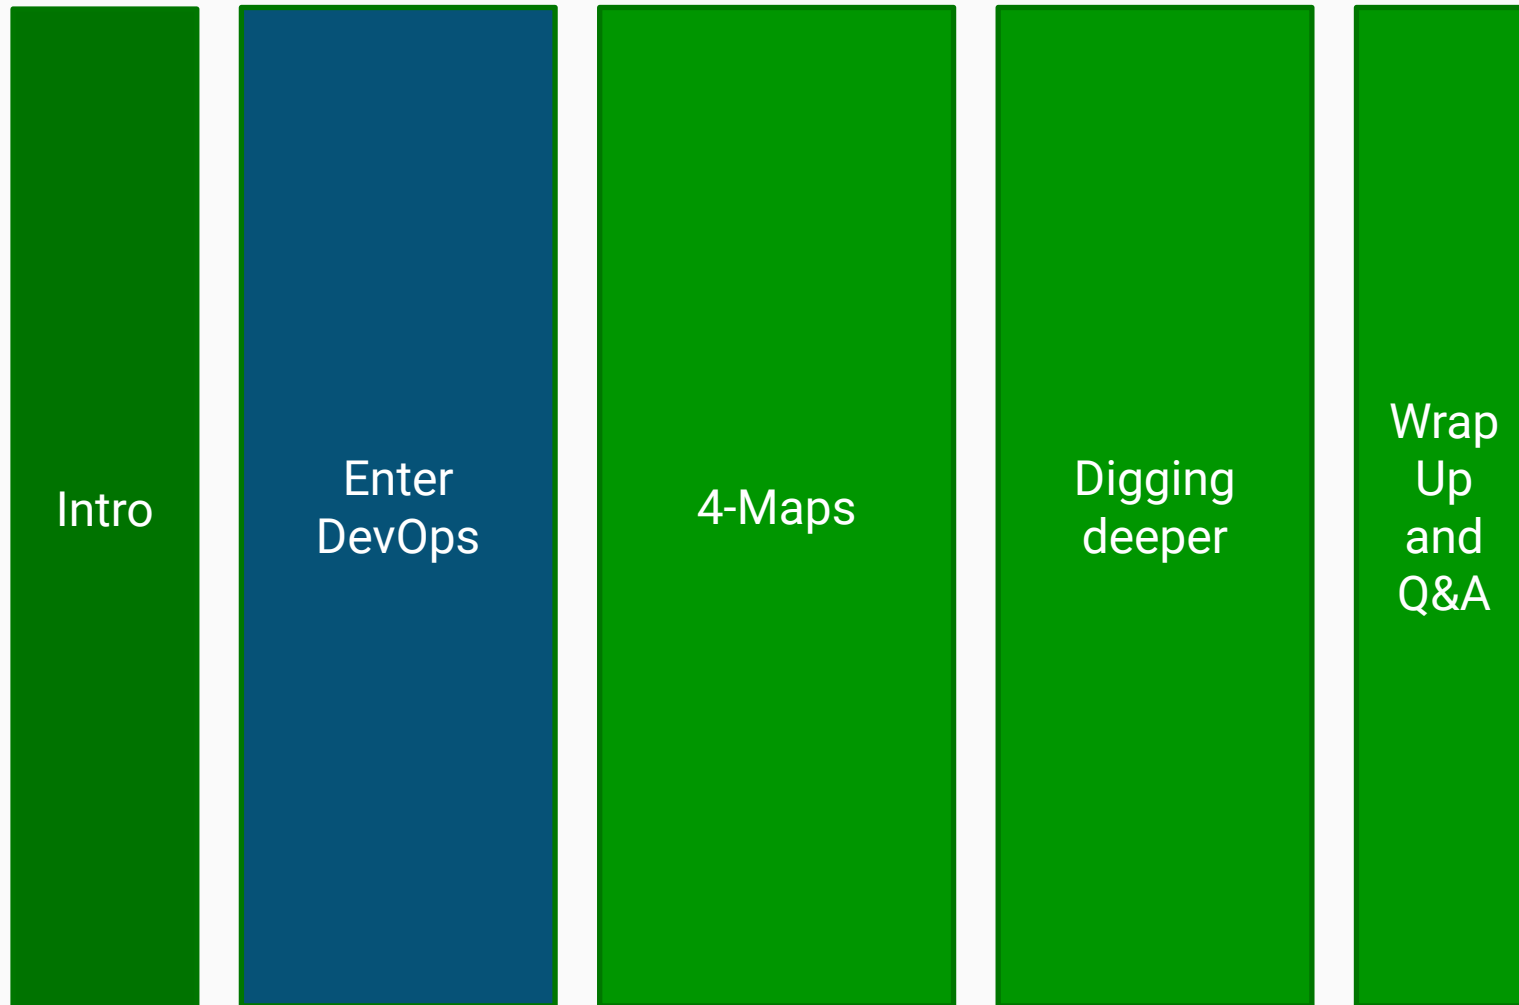 Intro
Enter
DevOps
4-Maps
Digging
deeper
Wrap
Up
and
Q&A